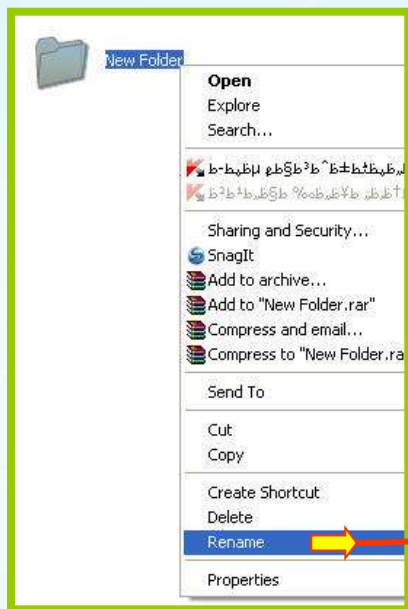 New Folder
Open
Explore
Search...
Sharing and Security...
SnagIt
Add to archive...
Add to "New Folder.rar"
Compress and email...
Compress to "New Folder.ra
Send To
Cut
Copy
Create Shortcut
Delete
Rename
Properties